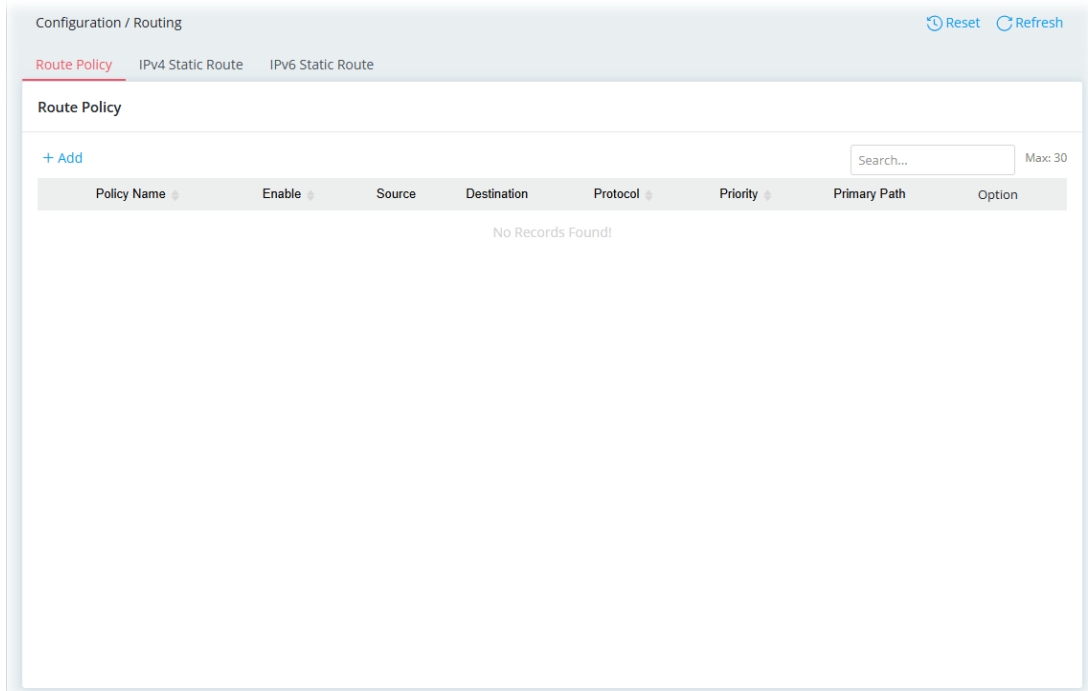 Configuration / Routing Reset Refresh
Route Policy IPv4 Static Route IPv6 Static Route
Route Policy
+ Add Search... Max: 30
Policy Name Enable Source Destination Protocol Priority Primary Path Option
No Records Found!